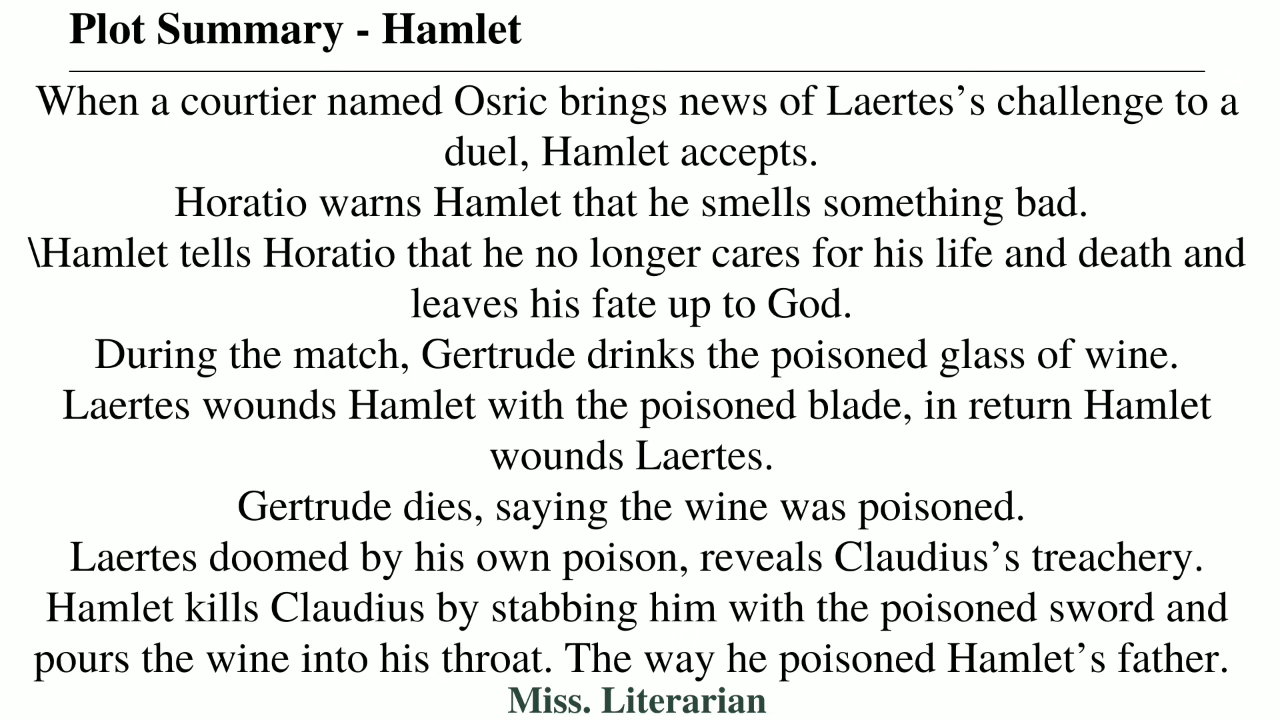 Plot Summary - Hamlet
When a courtier named Osric brings news of Laertes’s challenge to a
duel, Hamlet accepts.
Horatio warns Hamlet that he smells something bad.
\Hamlet tells Horatio that he no longer cares for his life and death and
leaves his fate up to God.
During the match, Gertrude drinks the poisoned glass of wine.
Laertes wounds Hamlet with the poisoned blade, in return Hamlet
wounds Laertes.
Gertrude dies, saying the wine was poisoned.
Laertes doomed by his own poison, reveals Claudius’s treachery.
Hamlet kills Claudius by stabbing him with the poisoned sword and
pours the wine into his throat. The way he poisoned Hamlet’s father.
Miss. Literarian